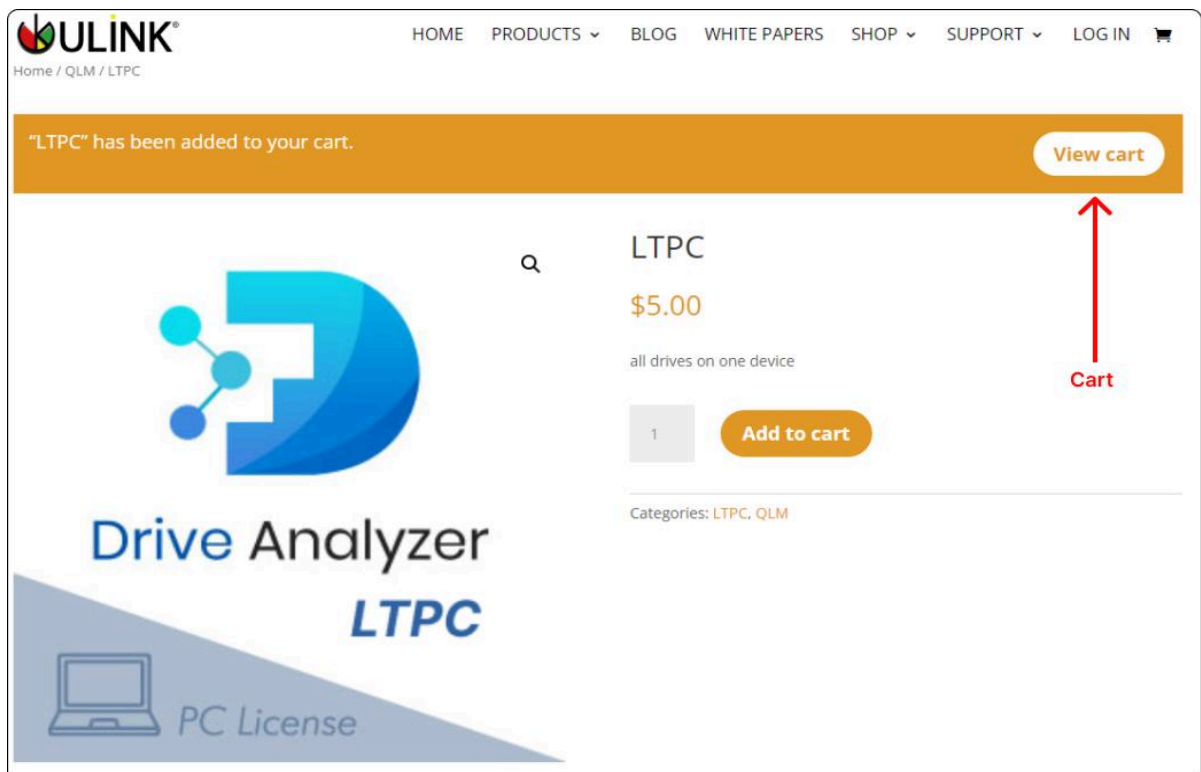 ULINK®
HOME PRODUCTS BLOG WHITE PAPERS SHOP SUPPORT LOG IN
Home / QLM / LTPC
“LTPC” has been added to your cart.
View cart
LTPC
$5.00
all drives on one device
Cart
1
Add to cart
Categories: LTPC, QLM
Drive Analyzer
LTPC
PC License